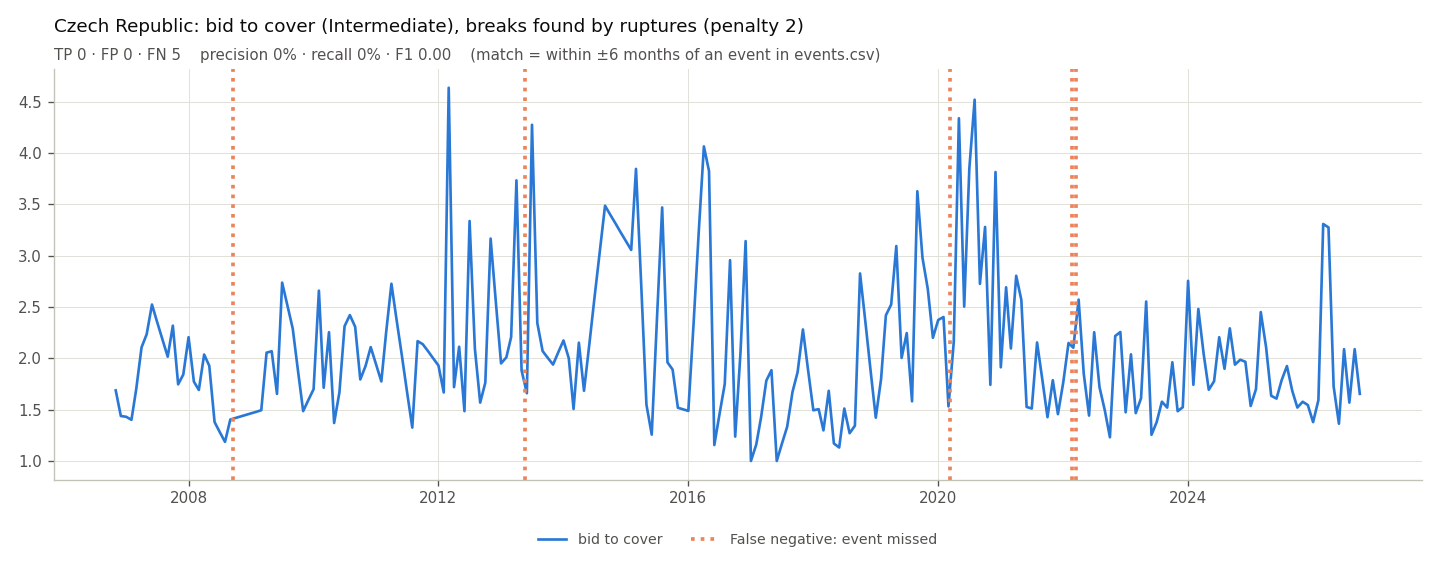 Czech Republic: bid to cover (Intermediate), breaks found by ruptures (penalty 2)
TP 0 · FP 0 · FN 5    precision 0% · recall 0% · F1 0.00    (match = within ±6 months of an event in events.csv)
4.5
4.0
3.5
3.0
2.5
2.0
1.5
1.0
2008 2012 2016 2020 2024
bid to cover    False negative: event missed